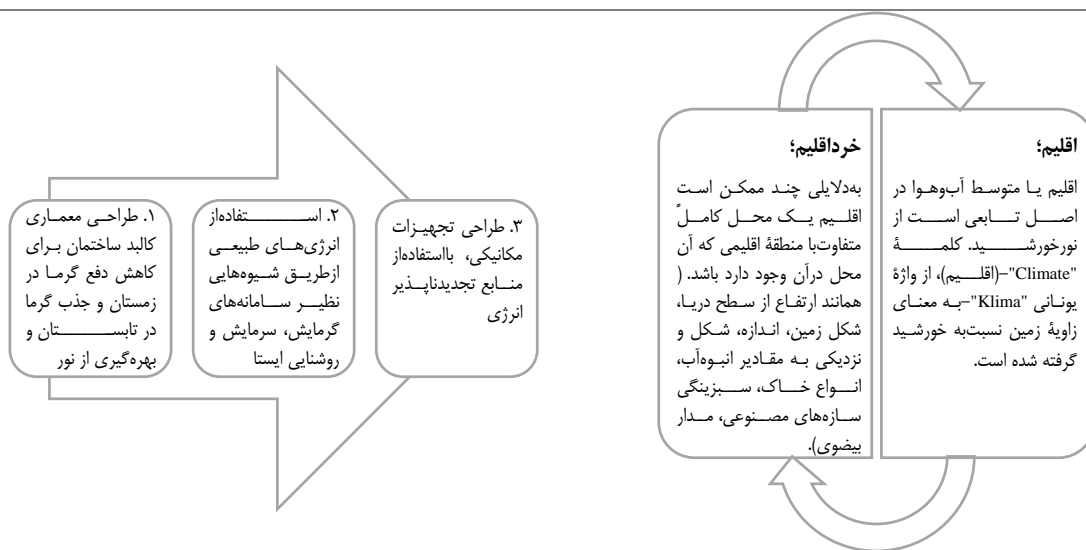 اقلیم؛
اقلیم یا متوسط آب‌وهوا در
اصل تابعی است از
نورخورشید. کلمۀ
"Climate"-(اقلیم)، از واژۀ
یونانی "Klima"-به معنای
زاویۀ زمین نسبت‌به خورشید
گرفته شده است.
خرداقلیم؛
به‌دلایلی چند ممکن است
اقلیم یک محل کاملاً
متفاوت‌با منطقۀ اقلیمی که آن
محل درآن وجود دارد باشد. (
همانند ارتفاع از سطح دریا،
شکل زمین، اندازه، شکل و
نزدیکی به مقادیر انبوه‌آب،
انواع خاک، سبزینگی
سازه‌های مصنوعی، مدار
بیضوی).
۱. طراحی معماری
کالبد ساختمان برای
کاهش دفع گرما در
زمستان و جذب گرما
در تابستان و
بهره‌گیری از نور
۲. استفاده‌از
انرژی‌های طبیعی
ازطریق شیوه‌هایی
نظیر سامانه‌های
گرمایش، سرمایش و
روشنایی ایستا
۳. طراحی تجهیزات
مکانیکی، بااستفاده‌از
منابع تجدیدناپذیر
انرژی